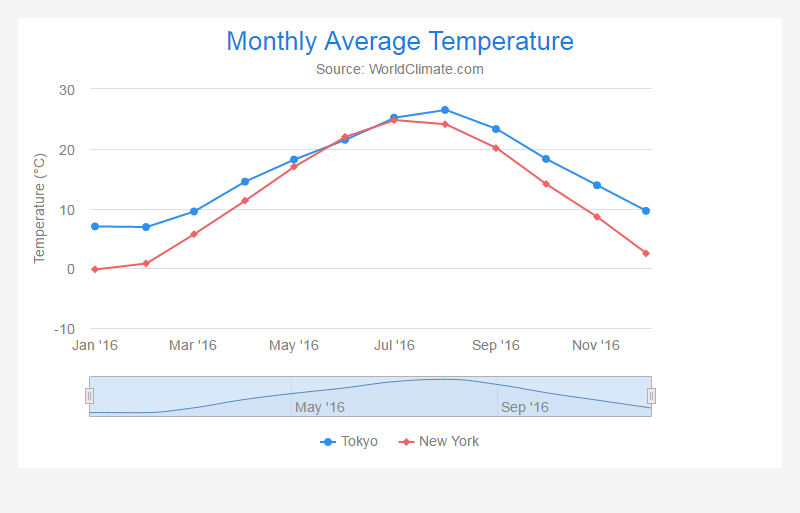 Monthly Average Temperature
Source: WorldClimate.com
Temperature (°C)
30
20
10
0
-10
Jan '16 Mar '16 May '16 Jul '16 Sep '16 Nov '16
May '16 Sep '16
Tokyo New York